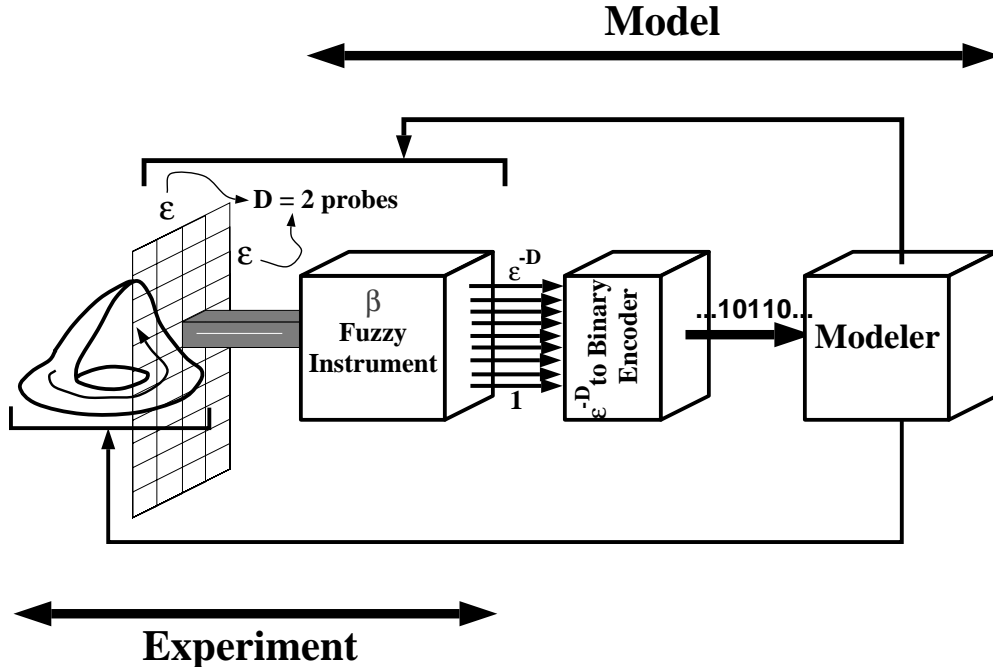 Model
ε
D = 2 probes
ε
β
Fuzzy
Instrument
ε^-D
1
ε^-D to Binary
Encoder
...10110...
Modeler
Experiment